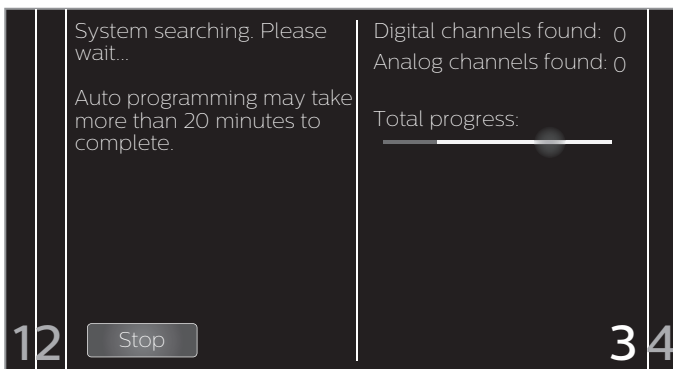 System searching. Please
wait...
Auto programming may take
more than 20 minutes to
complete.
Digital channels found: 0
Analog channels found: 0
Total progress:
1 2
Stop
3 4